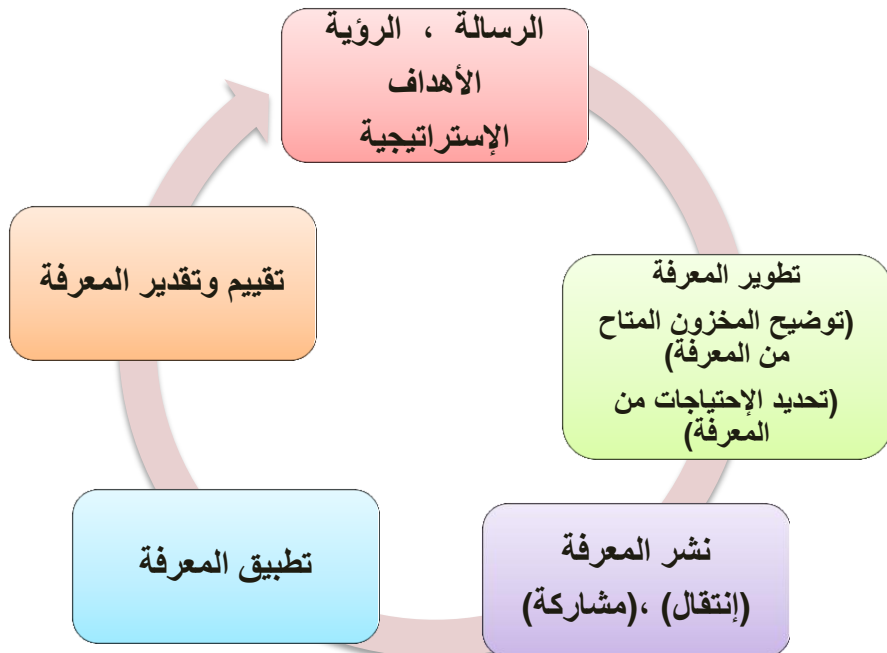 الرسالة ، الرؤية
الأهداف
الإستراتيجية
تطوير المعرفة
(توضيح المخزون المتاح
من المعرفة)
(تحديد الإحتياجات من
المعرفة)
نشر المعرفة
(إنتقال) ،(مشاركة)
تطبيق المعرفة
تقييم وتقدير المعرفة